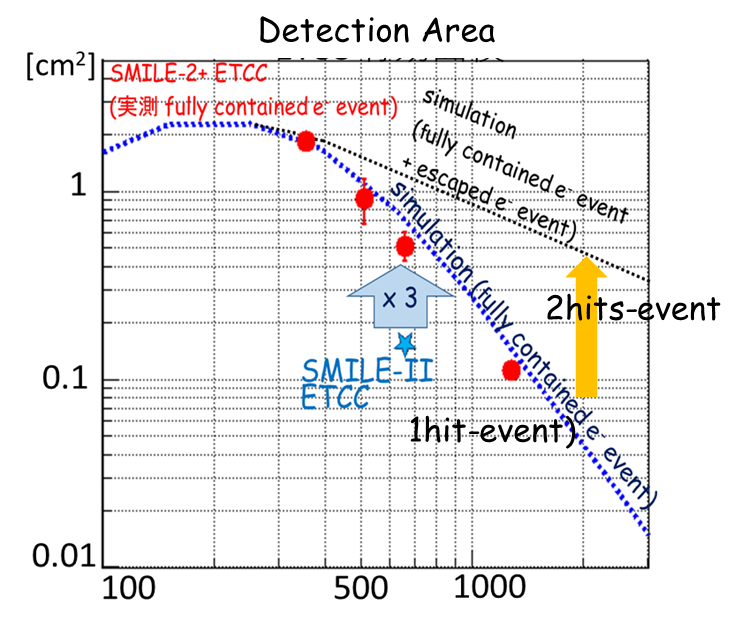 Detection Area
[cm²]
SMILE-2+ ETCC
(実測 fully contained e⁻ event)
simulation
(fully contained e⁻ event
+ escaped e⁻ event)
simulation (fully contained e⁻ event)
1
x 3
2hits-event
SMILE-II
ETCC
0.1
1hit-event)
0.01
100
500
1000